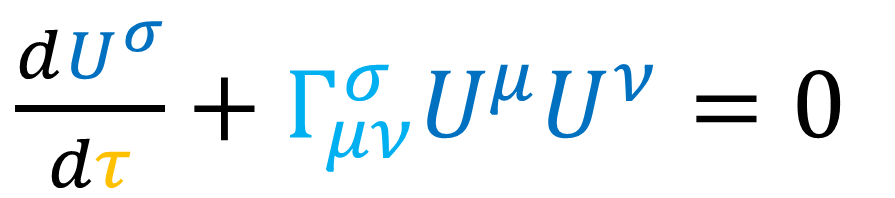 dU^σ/dτ + Γ^σ_μν U^μ U^ν = 0